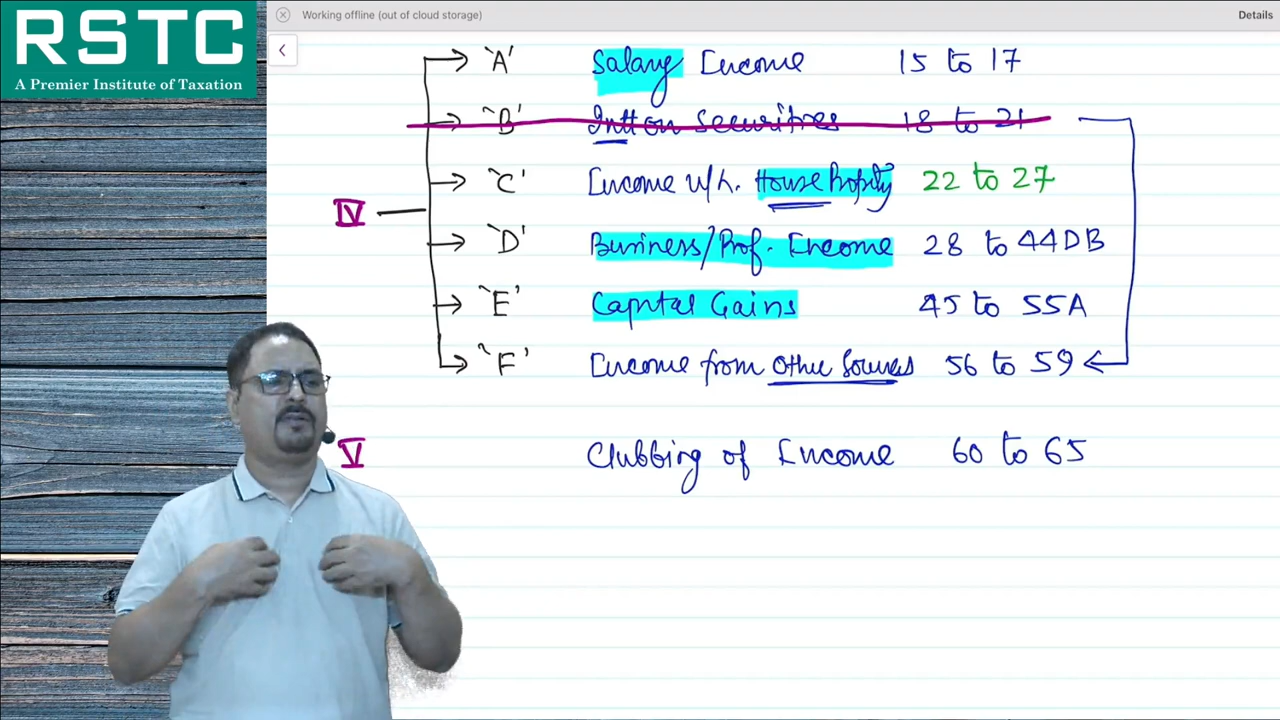 RSTC
A Premier Institute of Taxation
Working offline (out of cloud storage)
Details
`A' Salary Income 15 to 17
`B' Intt on Securities 18 to 21
`C' Income u/h. House Property 22 to 27
IV
`D' Business/Prof. Income 28 to 44DB
`E' Capital Gains 45 to 55A
`F' Income from Other Sources 56 to 59
V Clubbing of Income 60 to 65